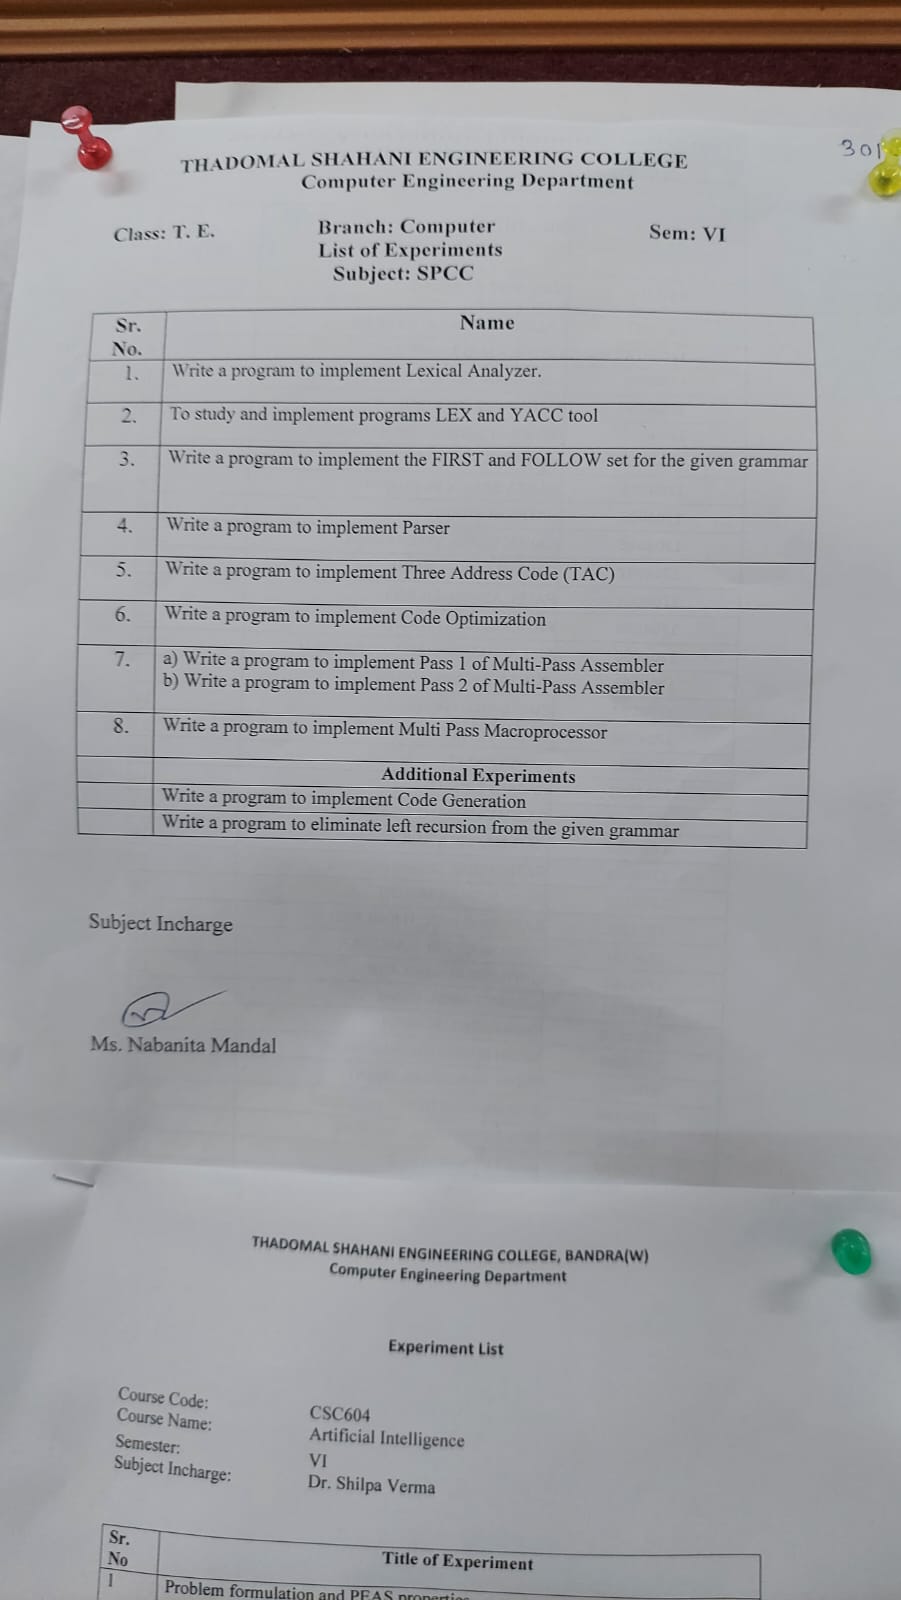 301
THADOMAL SHAHANI ENGINEERING COLLEGE
Computer Engineering Department
Class: T. E.
Branch: Computer
Sem: VI
List of Experiments
Subject: SPCC
Sr. No.
Name
1. Write a program to implement Lexical Analyzer.
2. To study and implement programs LEX and YACC tool
3. Write a program to implement the FIRST and FOLLOW set for the given grammar
4. Write a program to implement Parser
5. Write a program to implement Three Address Code (TAC)
6. Write a program to implement Code Optimization
7. a) Write a program to implement Pass 1 of Multi-Pass Assembler
b) Write a program to implement Pass 2 of Multi-Pass Assembler
8. Write a program to implement Multi Pass Macroprocessor
Additional Experiments
Write a program to implement Code Generation
Write a program to eliminate left recursion from the given grammar
Subject Incharge
Ms. Nabanita Mandal
THADOMAL SHAHANI ENGINEERING COLLEGE, BANDRA(W)
Computer Engineering Department
Experiment List
Course Code: CSC604
Course Name: Artificial Intelligence
Semester: VI
Subject Incharge: Dr. Shilpa Verma
Sr. No
Title of Experiment
1 Problem formulation and PEAS